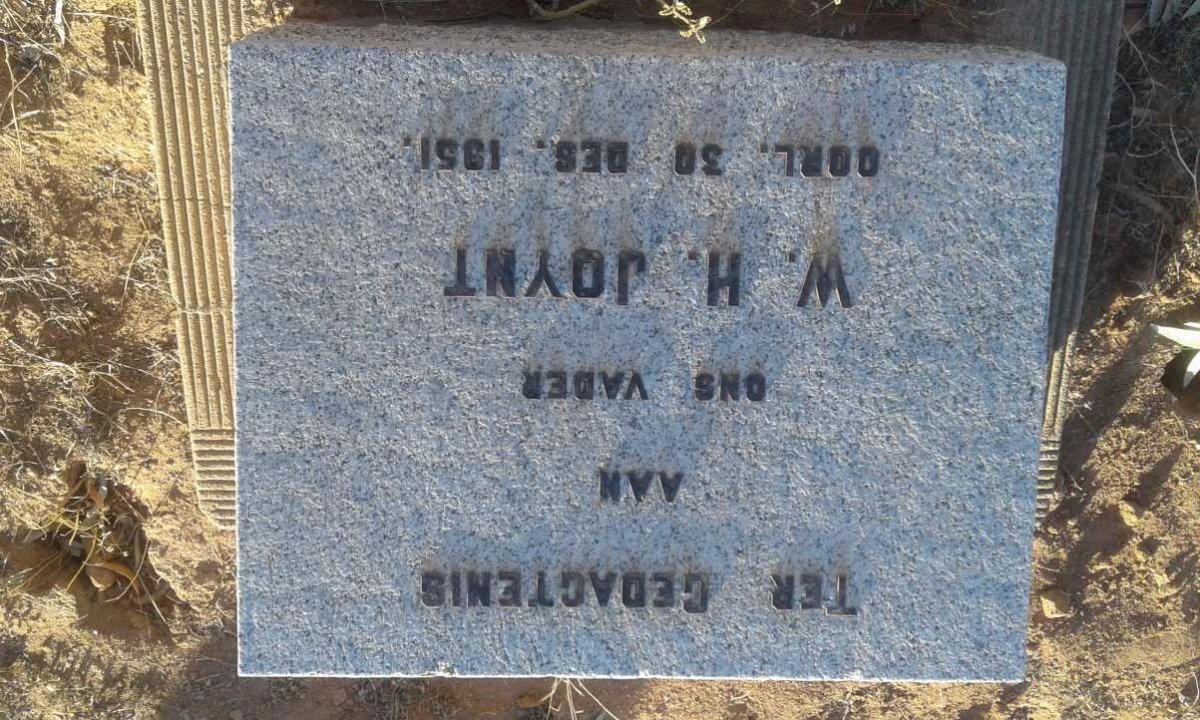 TER GEDAGTENIS
AAN
ONS VADER
W. H. JOYNT
OORL. 30 DES. 1951.